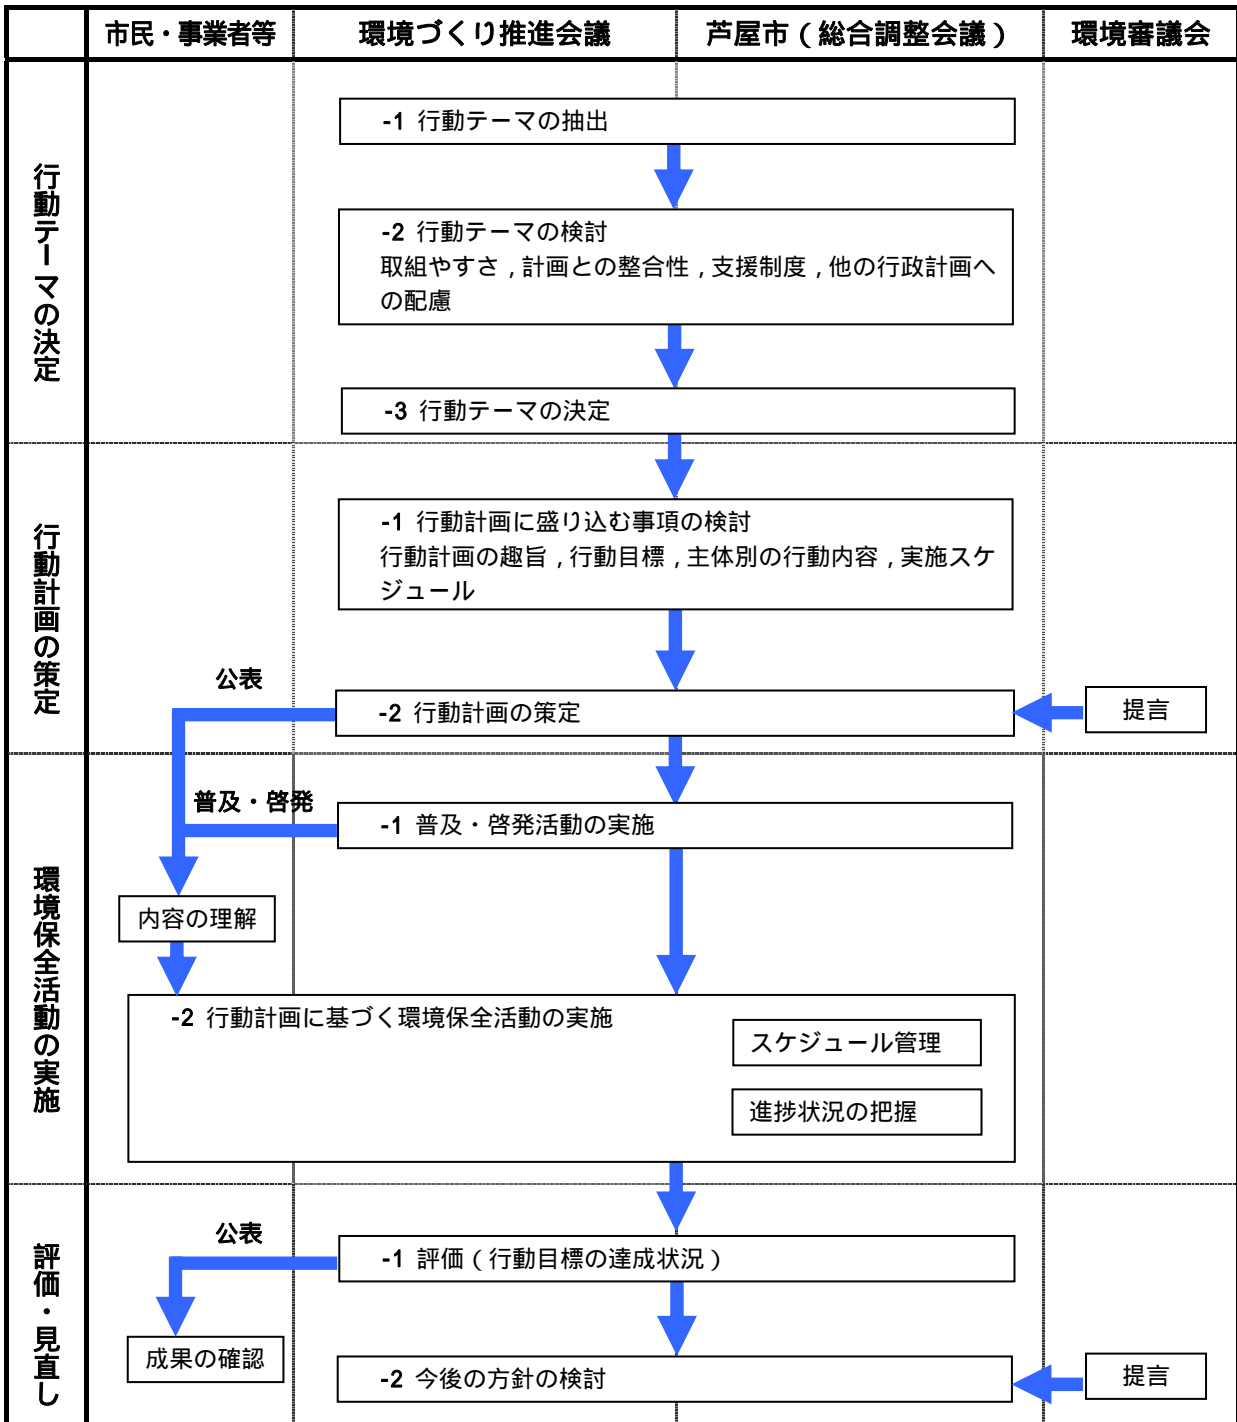 市民・事業者等
環境づくり推進会議
芦屋市（総合調整会議）
環境審議会
行動テーマの決定
-1 行動テーマの抽出
-2 行動テーマの検討
取組やすさ，計画との整合性，支援制度，他の行政計画へ
の配慮
-3 行動テーマの決定
行動計画の策定
-1 行動計画に盛り込む事項の検討
行動計画の趣旨，行動目標，主体別の行動内容，実施スケ
ジュール
公表
-2 行動計画の策定
提言
環境保全活動の実施
普及・啓発
-1 普及・啓発活動の実施
内容の理解
-2 行動計画に基づく環境保全活動の実施
スケジュール管理
進捗状況の把握
評価・見直し
公表
-1 評価（行動目標の達成状況）
成果の確認
-2 今後の方針の検討
提言